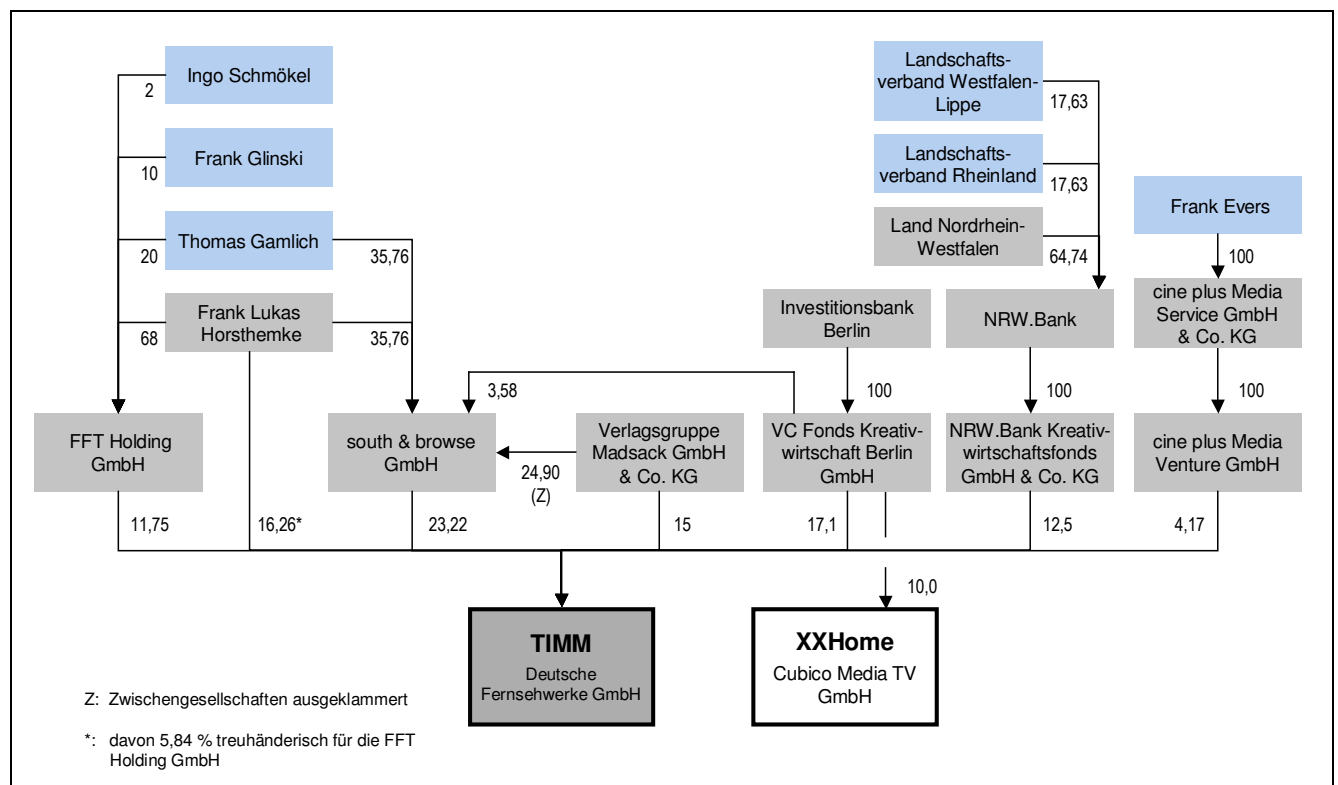 Ingo Schmökel
2
Frank Glinski
10
Thomas Gamlich
20
35,76
Frank Lukas
Horsthemke
68
35,76
Landschafts-
verband Westfalen-
Lippe
17,63
Landschafts-
verband Rheinland
17,63
Land Nordrhein-
Westfalen
64,74
Frank Evers
100
Investitionsbank
Berlin
NRW.Bank
cine plus Media
Service GmbH
& Co. KG
3,58
100
100
100
FFT Holding
GmbH
south & browse
GmbH
24,90
(Z)
Verlagsgruppe
Madsack GmbH
& Co. KG
VC Fonds Kreativ-
wirtschaft Berlin
GmbH
NRW.Bank Kreativ-
wirtschaftsfonds
GmbH & Co. KG
cine plus Media
Venture GmbH
11,75
16,26*
23,22
15
17,1
12,5
4,17
10,0
TIMM
Deutsche
Fernsehwerke GmbH
XXHome
Cubico Media TV
GmbH
Z: Zwischengesellschaften ausgeklammert
*: davon 5,84 % treuhänderisch für die FFT
Holding GmbH